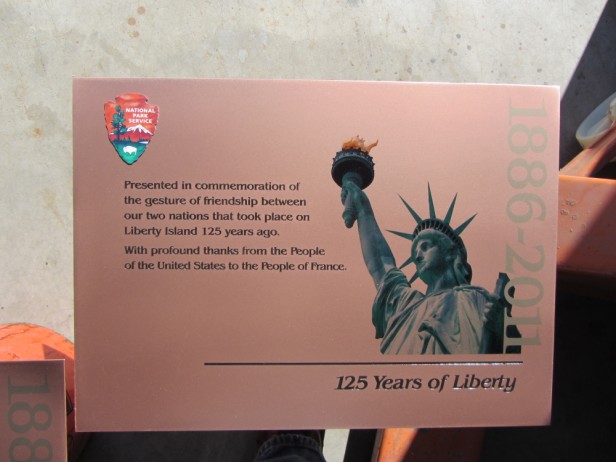 NATIONAL
PARK
SERVICE
Presented in commemoration of
the gesture of friendship between
our two nations that took place on
Liberty Island 125 years ago.
With profound thanks from the People
of the United States to the People of France.
1886-2011
125 Years of Liberty
188